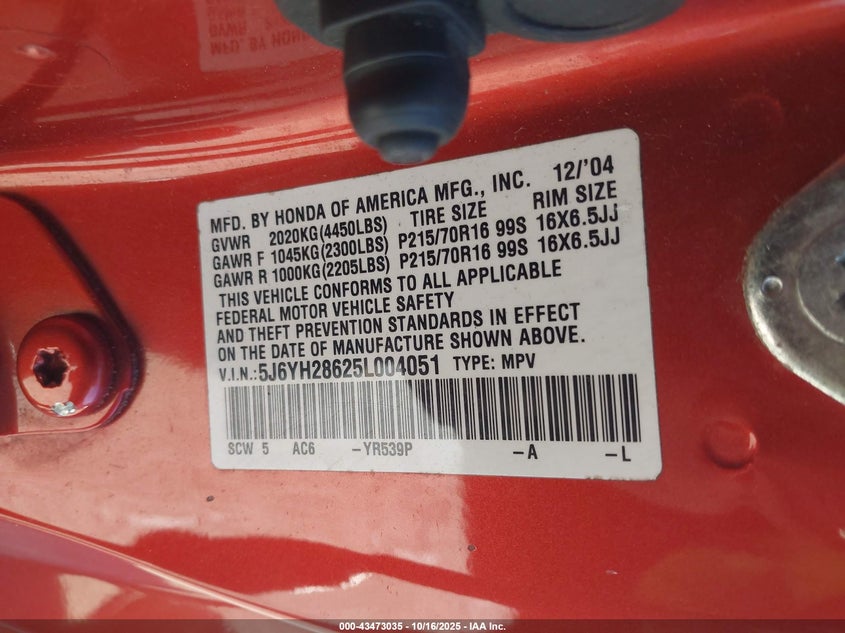 MFD. BY HONDA OF AMERICA MFG., INC. 12/'04
GVWR 2020KG(4450LBS) TIRE SIZE RIM SIZE
GAWR F 1045KG(2300LBS) P215/70R16 99S 16X6.5JJ
GAWR R 1000KG(2205LBS) P215/70R16 99S 16X6.5JJ
THIS VEHICLE CONFORMS TO ALL APPLICABLE
FEDERAL MOTOR VEHICLE SAFETY
AND THEFT PREVENTION STANDARDS IN EFFECT
ON THE DATE OF MANUFACTURE SHOWN ABOVE.
V.I.N.:5J6YH28625L004051 TYPE: MPV
SCW 5 AC6 -YR539P -A -L
000-43473035 - 10/16/2025 - IAA Inc.